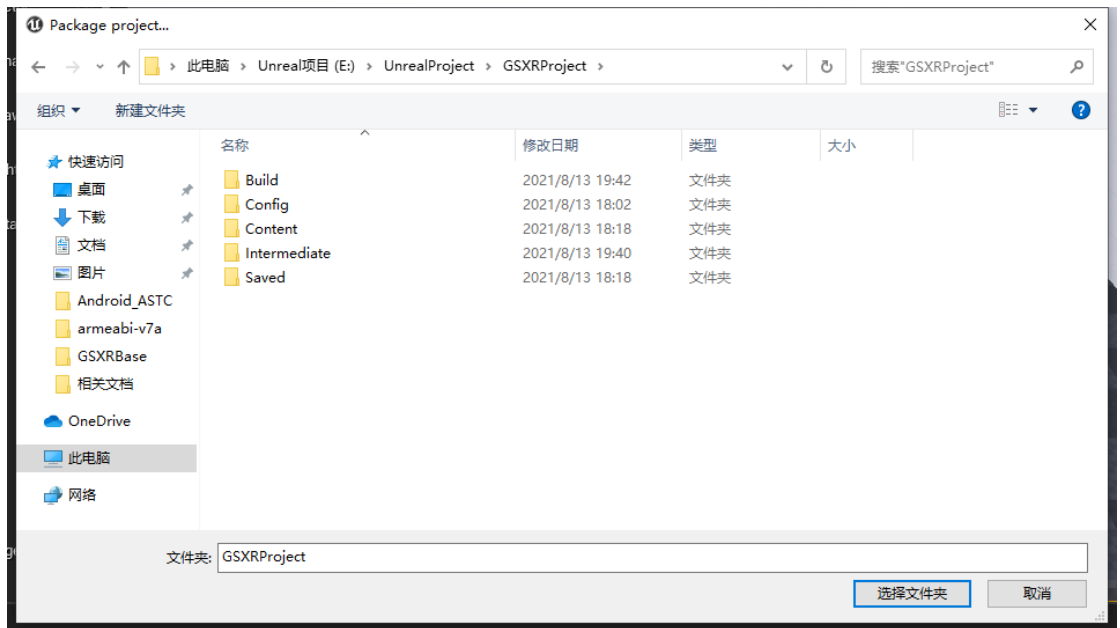 Package project...
此电脑 > Unreal项目 (E:) > UnrealProject > GSXRProject >
搜索"GSXRProject"
组织
新建文件夹
名称
修改日期
类型
大小
快速访问
桌面
下载
文档
图片
Android_ASTC
armeabi-v7a
GSXRBase
相关文档
OneDrive
此电脑
网络
Build 2021/8/13 19:42 文件夹
Config 2021/8/13 18:02 文件夹
Content 2021/8/13 18:18 文件夹
Intermediate 2021/8/13 19:40 文件夹
Saved 2021/8/13 18:18 文件夹
文件夹: GSXRProject
选择文件夹
取消